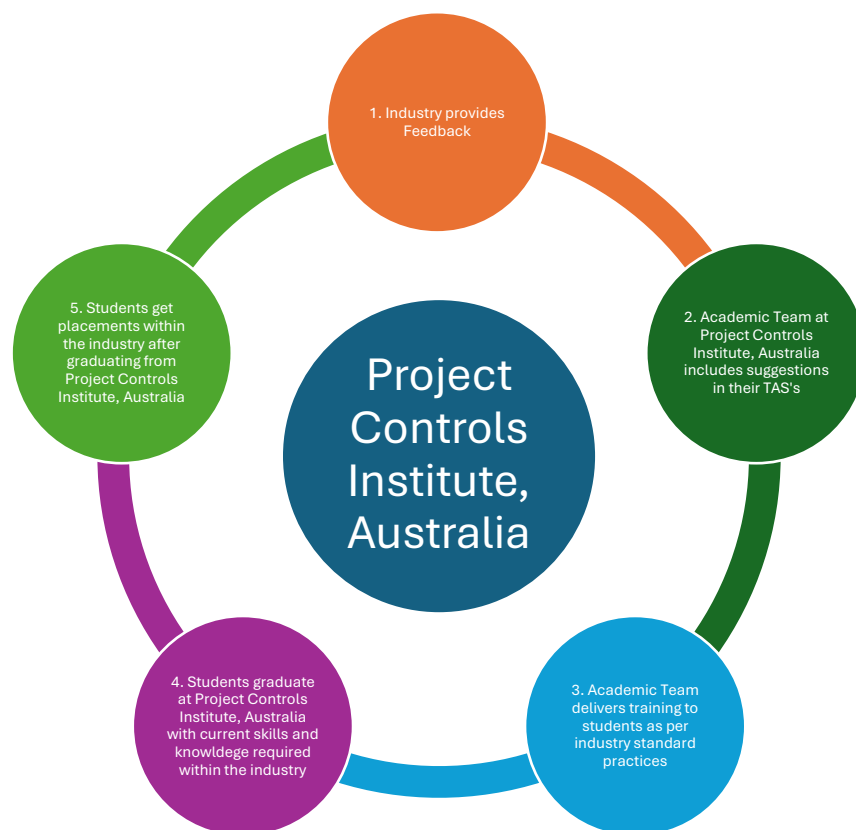 1. Industry provides
Feedback
2. Academic Team at
Project Controls
Institute, Australia
includes suggestions
in their TAS's
3. Academic Team
delivers training to
students as per
industry standard
practices
4. Students graduate
at Project Controls
Institute, Australia
with current skills and
knowldege required
within the industry
5. Students get
placements within
the industry after
graduating from
Project Controls
Institute, Australia
Project
Controls
Institute,
Australia